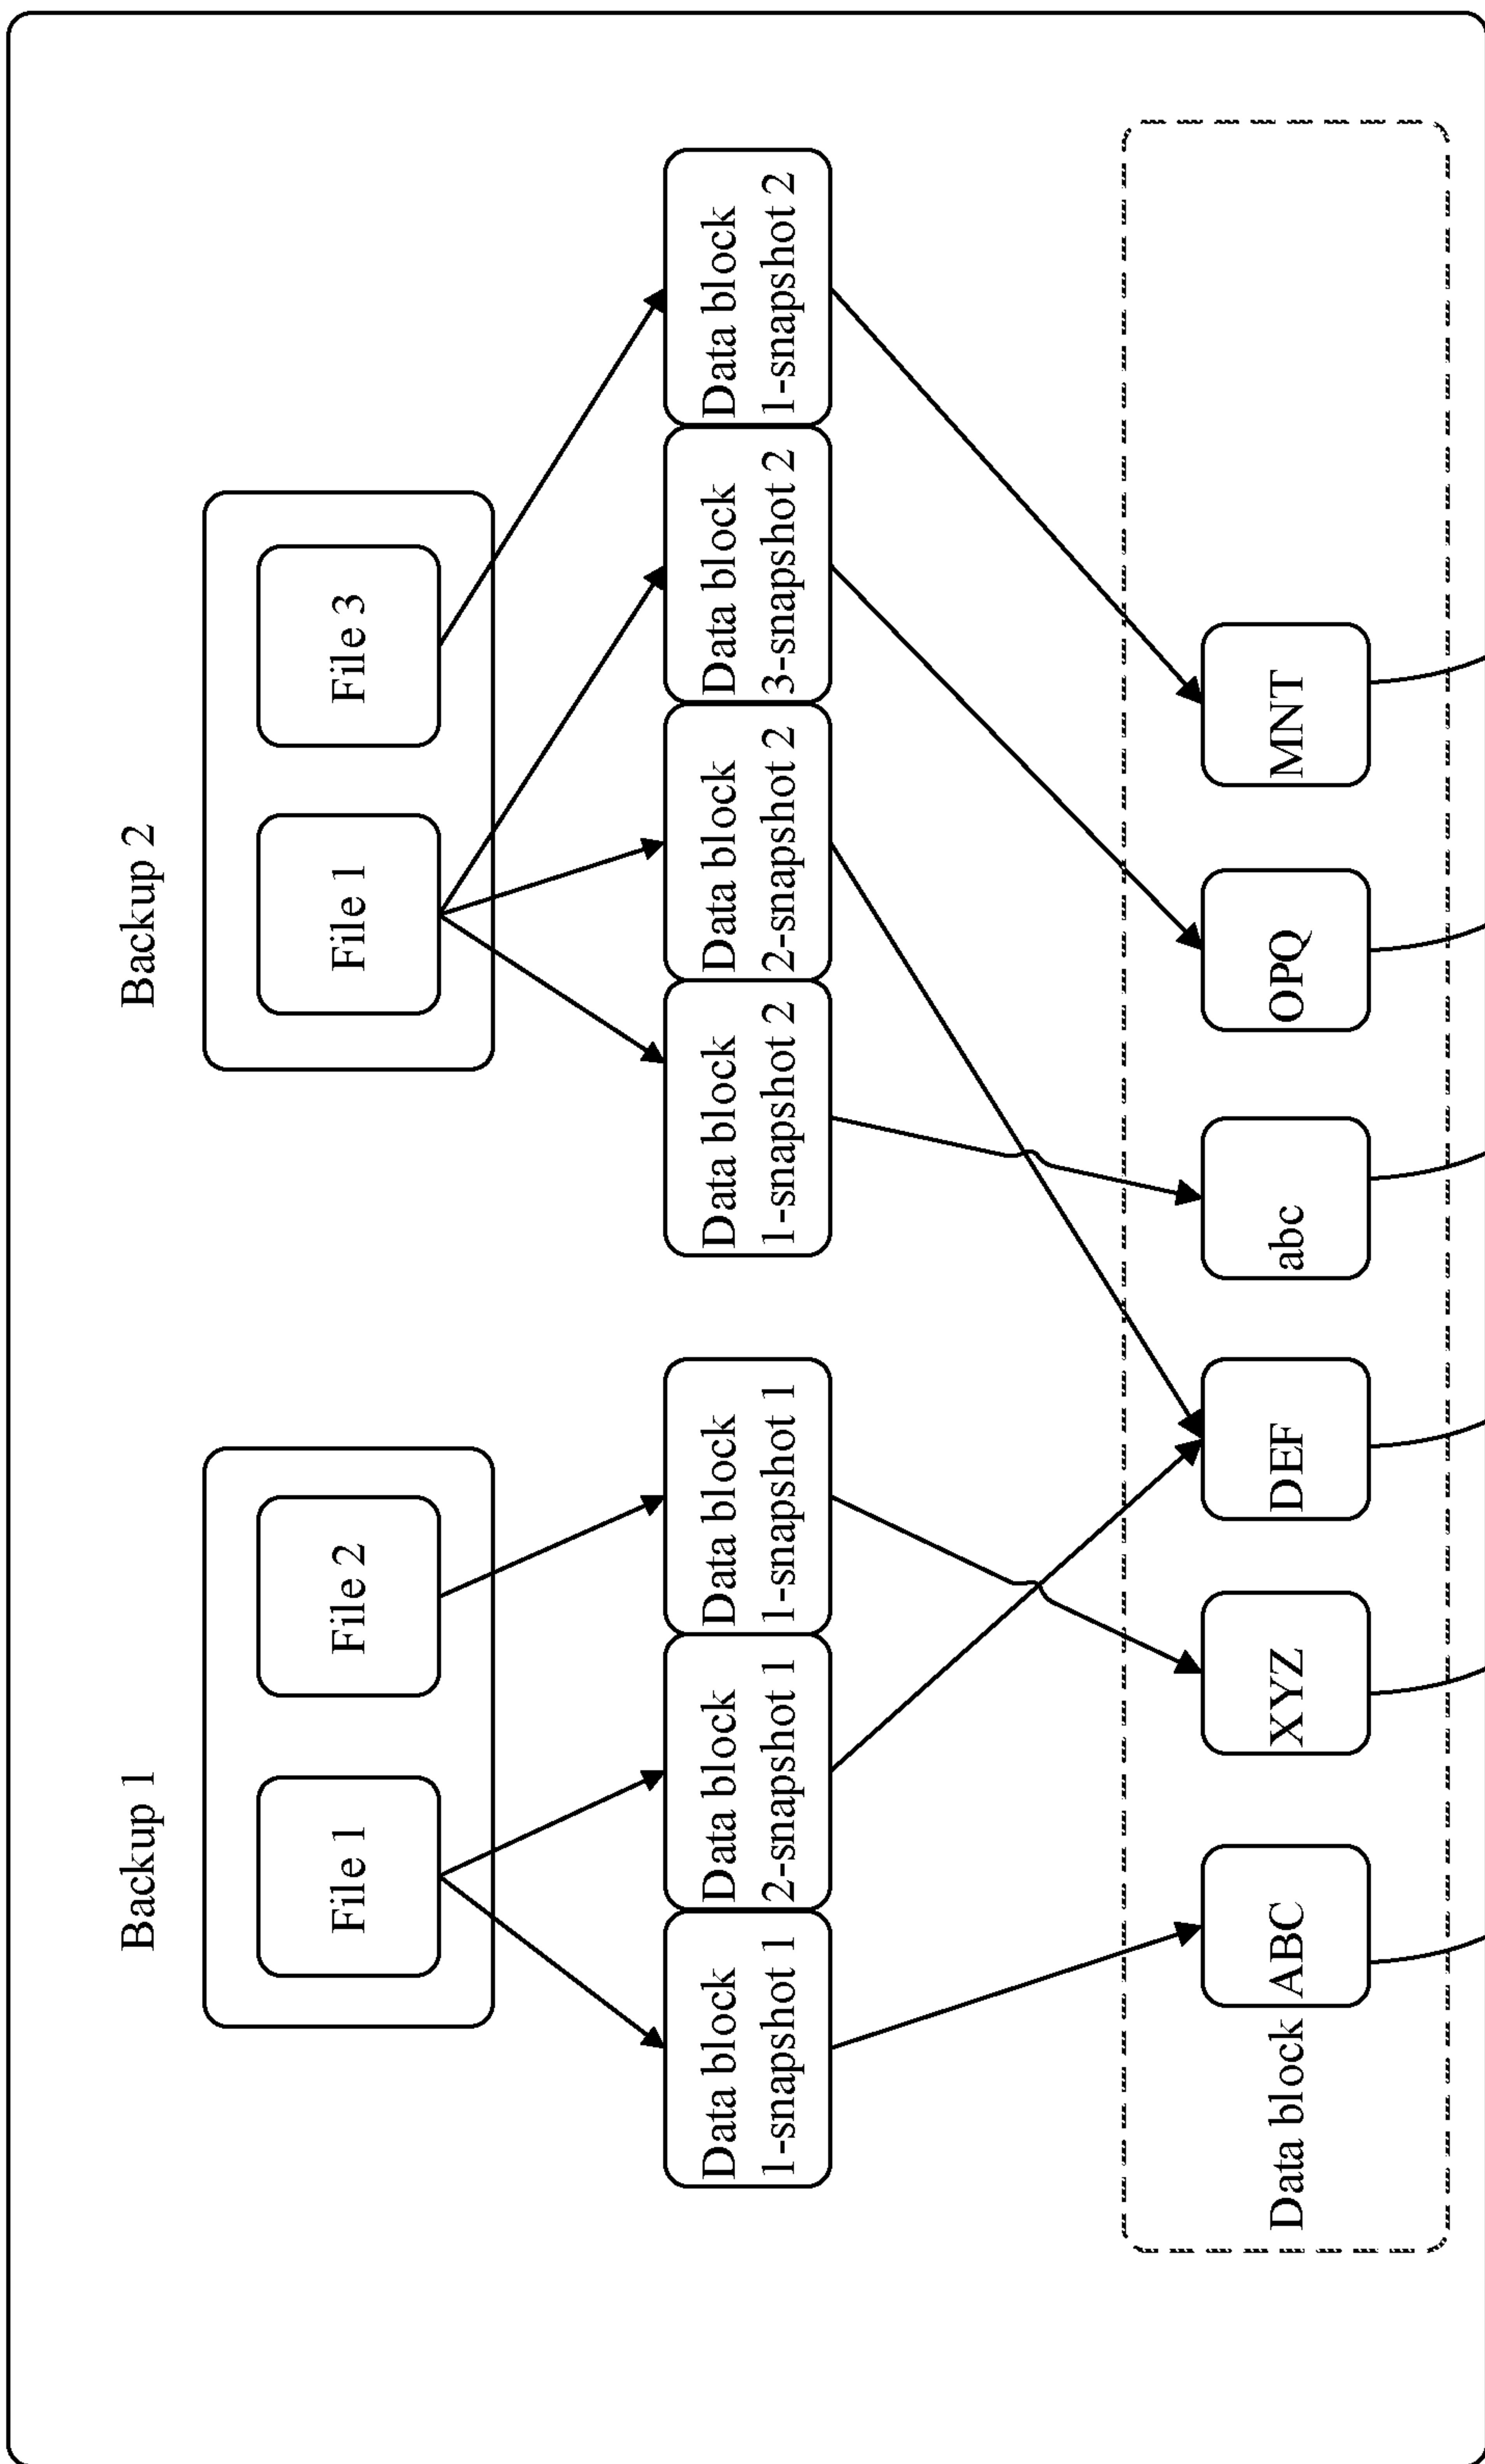 Backup 1
Backup 2
File 1
File 2
File 1
File 3
Data block
1-snapshot 1
Data block
2-snapshot 1
Data block
1-snapshot 1
Data block
1-snapshot 2
Data block
2-snapshot 2
Data block
3-snapshot 2
Data block
1-snapshot 2
Data block
ABC
XYZ
DEF
abc
OPQ
MNT